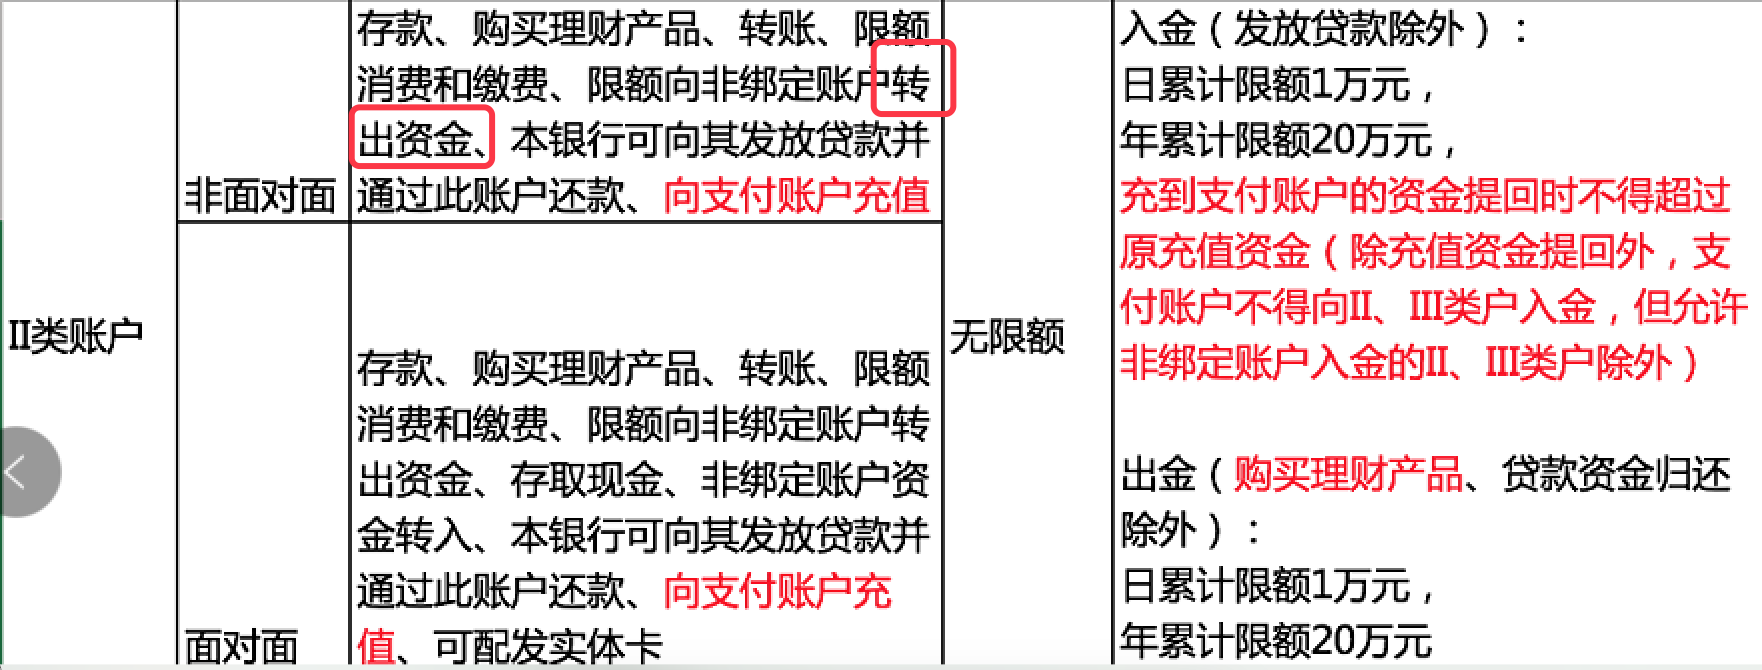 II类账户
非面对面
存款、购买理财产品、转账、限额
消费和缴费、限额向非绑定账户转
出资金、本银行可向其发放贷款并
通过此账户还款、向支付账户充值
面对面
存款、购买理财产品、转账、限额
消费和缴费、限额向非绑定账户转
出资金、存取现金、非绑定账户资
金转入、本银行可向其发放贷款并
通过此账户还款、向支付账户充
值、可配发实体卡
无限额
入金（发放贷款除外）：
日累计限额1万元，
年累计限额20万元，
充到支付账户的资金提回时不得超过
原充值资金（除充值资金提回外，支
付账户不得向II、III类户入金，但允许
非绑定账户入金的II、III类户除外）
出金（购买理财产品、贷款资金归还
除外）：
日累计限额1万元，
年累计限额20万元